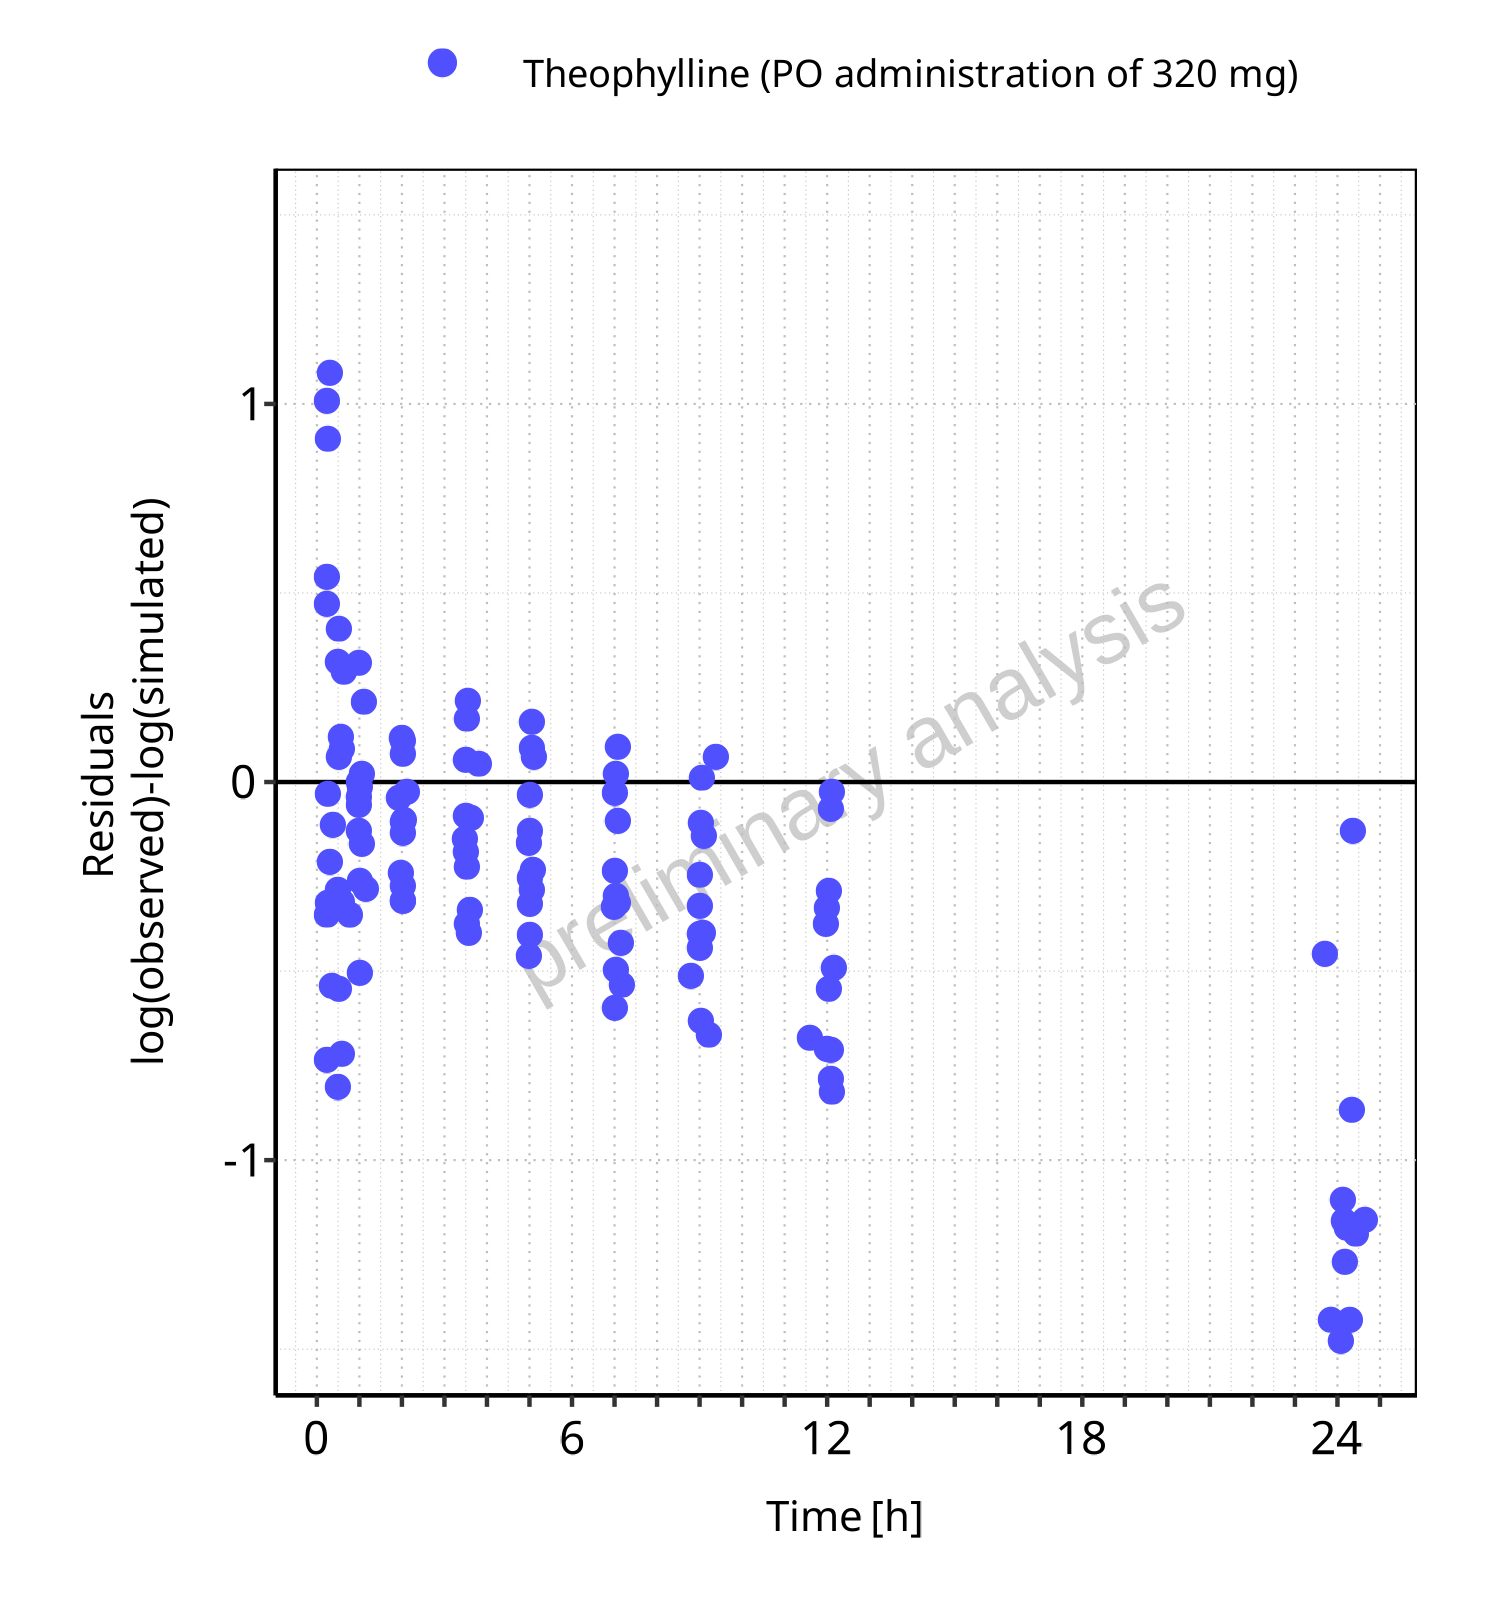 Theophylline (PO administration of 320 mg)
Residuals
log(observed)-log(simulated)
1
0
-1
preliminary analysis
0 6 12 18 24
Time [h]